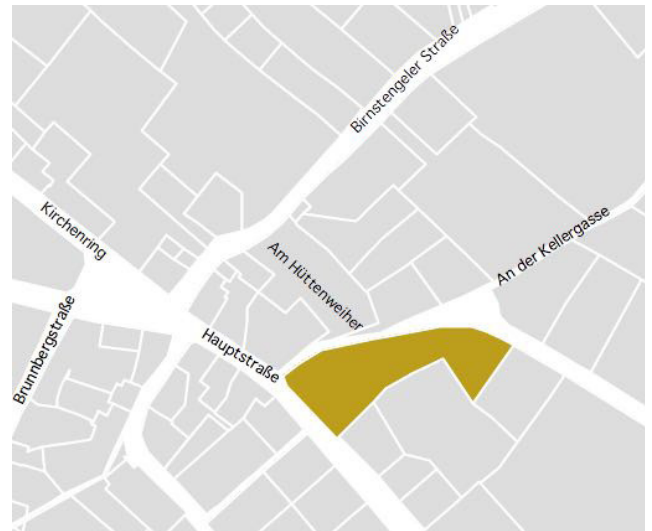 Birnstengeler Straße
Kirchenring
An der Kellergasse
Am Hüttenweiher
Brunnbergstraße
Hauptstraße